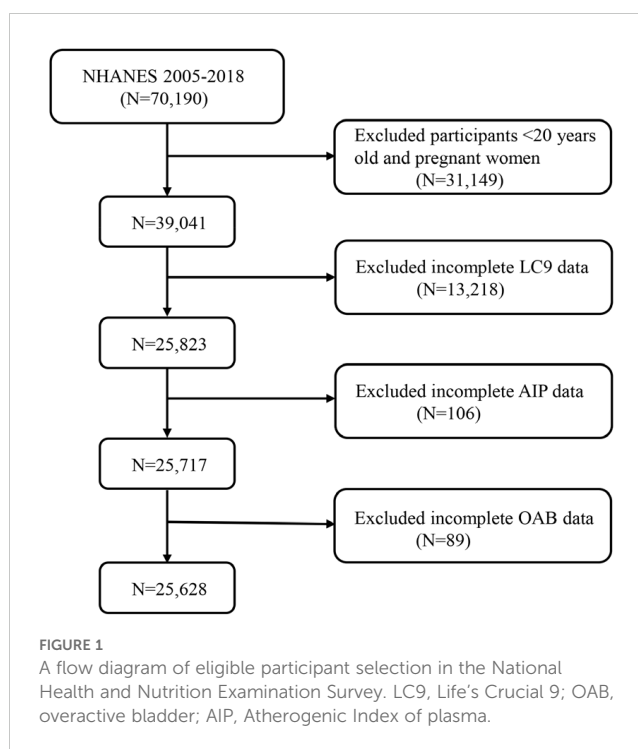 NHANES 2005-2018
(N=70,190)
Excluded participants <20 years
old and pregnant women
(N=31,149)
N=39,041
Excluded incomplete LC9 data
(N=13,218)
N=25,823
Excluded incomplete AIP data
(N=106)
N=25,717
Excluded incomplete OAB data
(N=89)
N=25,628
FIGURE 1
A flow diagram of eligible participant selection in the National
Health and Nutrition Examination Survey. LC9, Life's Crucial 9; OAB,
overactive bladder; AIP, Atherogenic Index of plasma.